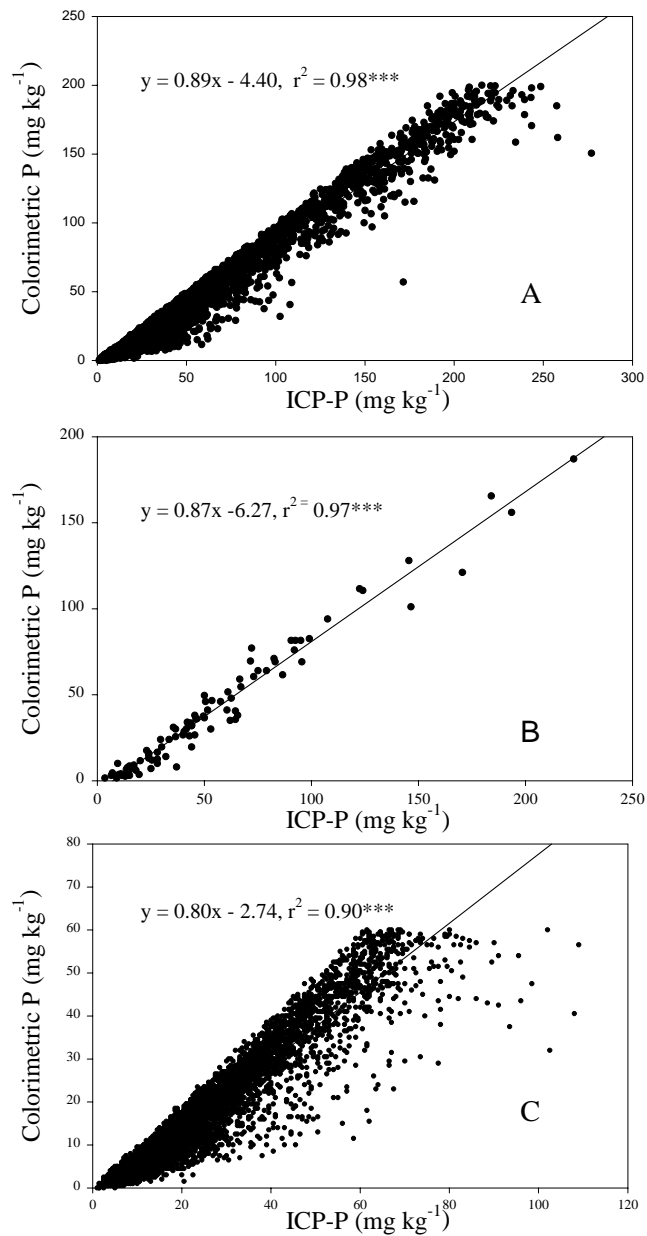 250
200
150
100
50
0
Colorimetric P (mg kg⁻¹)
y = 0.89x - 4.40, r² = 0.98***
A
0 50 100 150 200 250 300
ICP-P (mg kg⁻¹)
200
150
100
50
0
Colorimetric P (mg kg⁻¹)
y = 0.87x -6.27, r² ⁼ 0.97***
B
0 50 100 150 200 250
ICP-P (mg kg⁻¹)
80
70
60
50
40
30
20
10
0
Colorimetric P (mg kg⁻¹)
y = 0.80x - 2.74, r² = 0.90***
C
0 20 40 60 80 100 120
ICP-P (mg kg⁻¹)